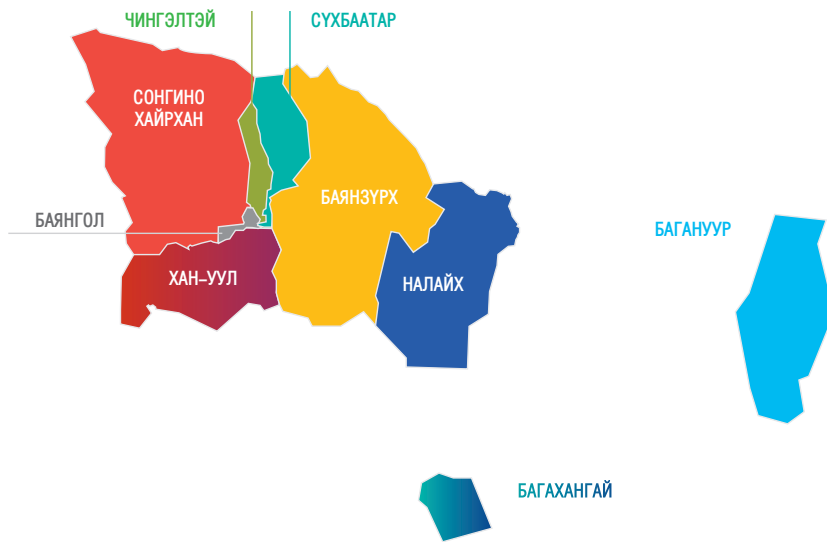 ЧИНГЭЛТЭЙ
СҮХБААТАР
СОНГИНО
ХАЙРХАН
БАЯНЗҮРХ
БАЯНГОЛ
БАГАНУУР
ХАН–УУЛ
НАЛАЙХ
БАГАХАНГАЙ